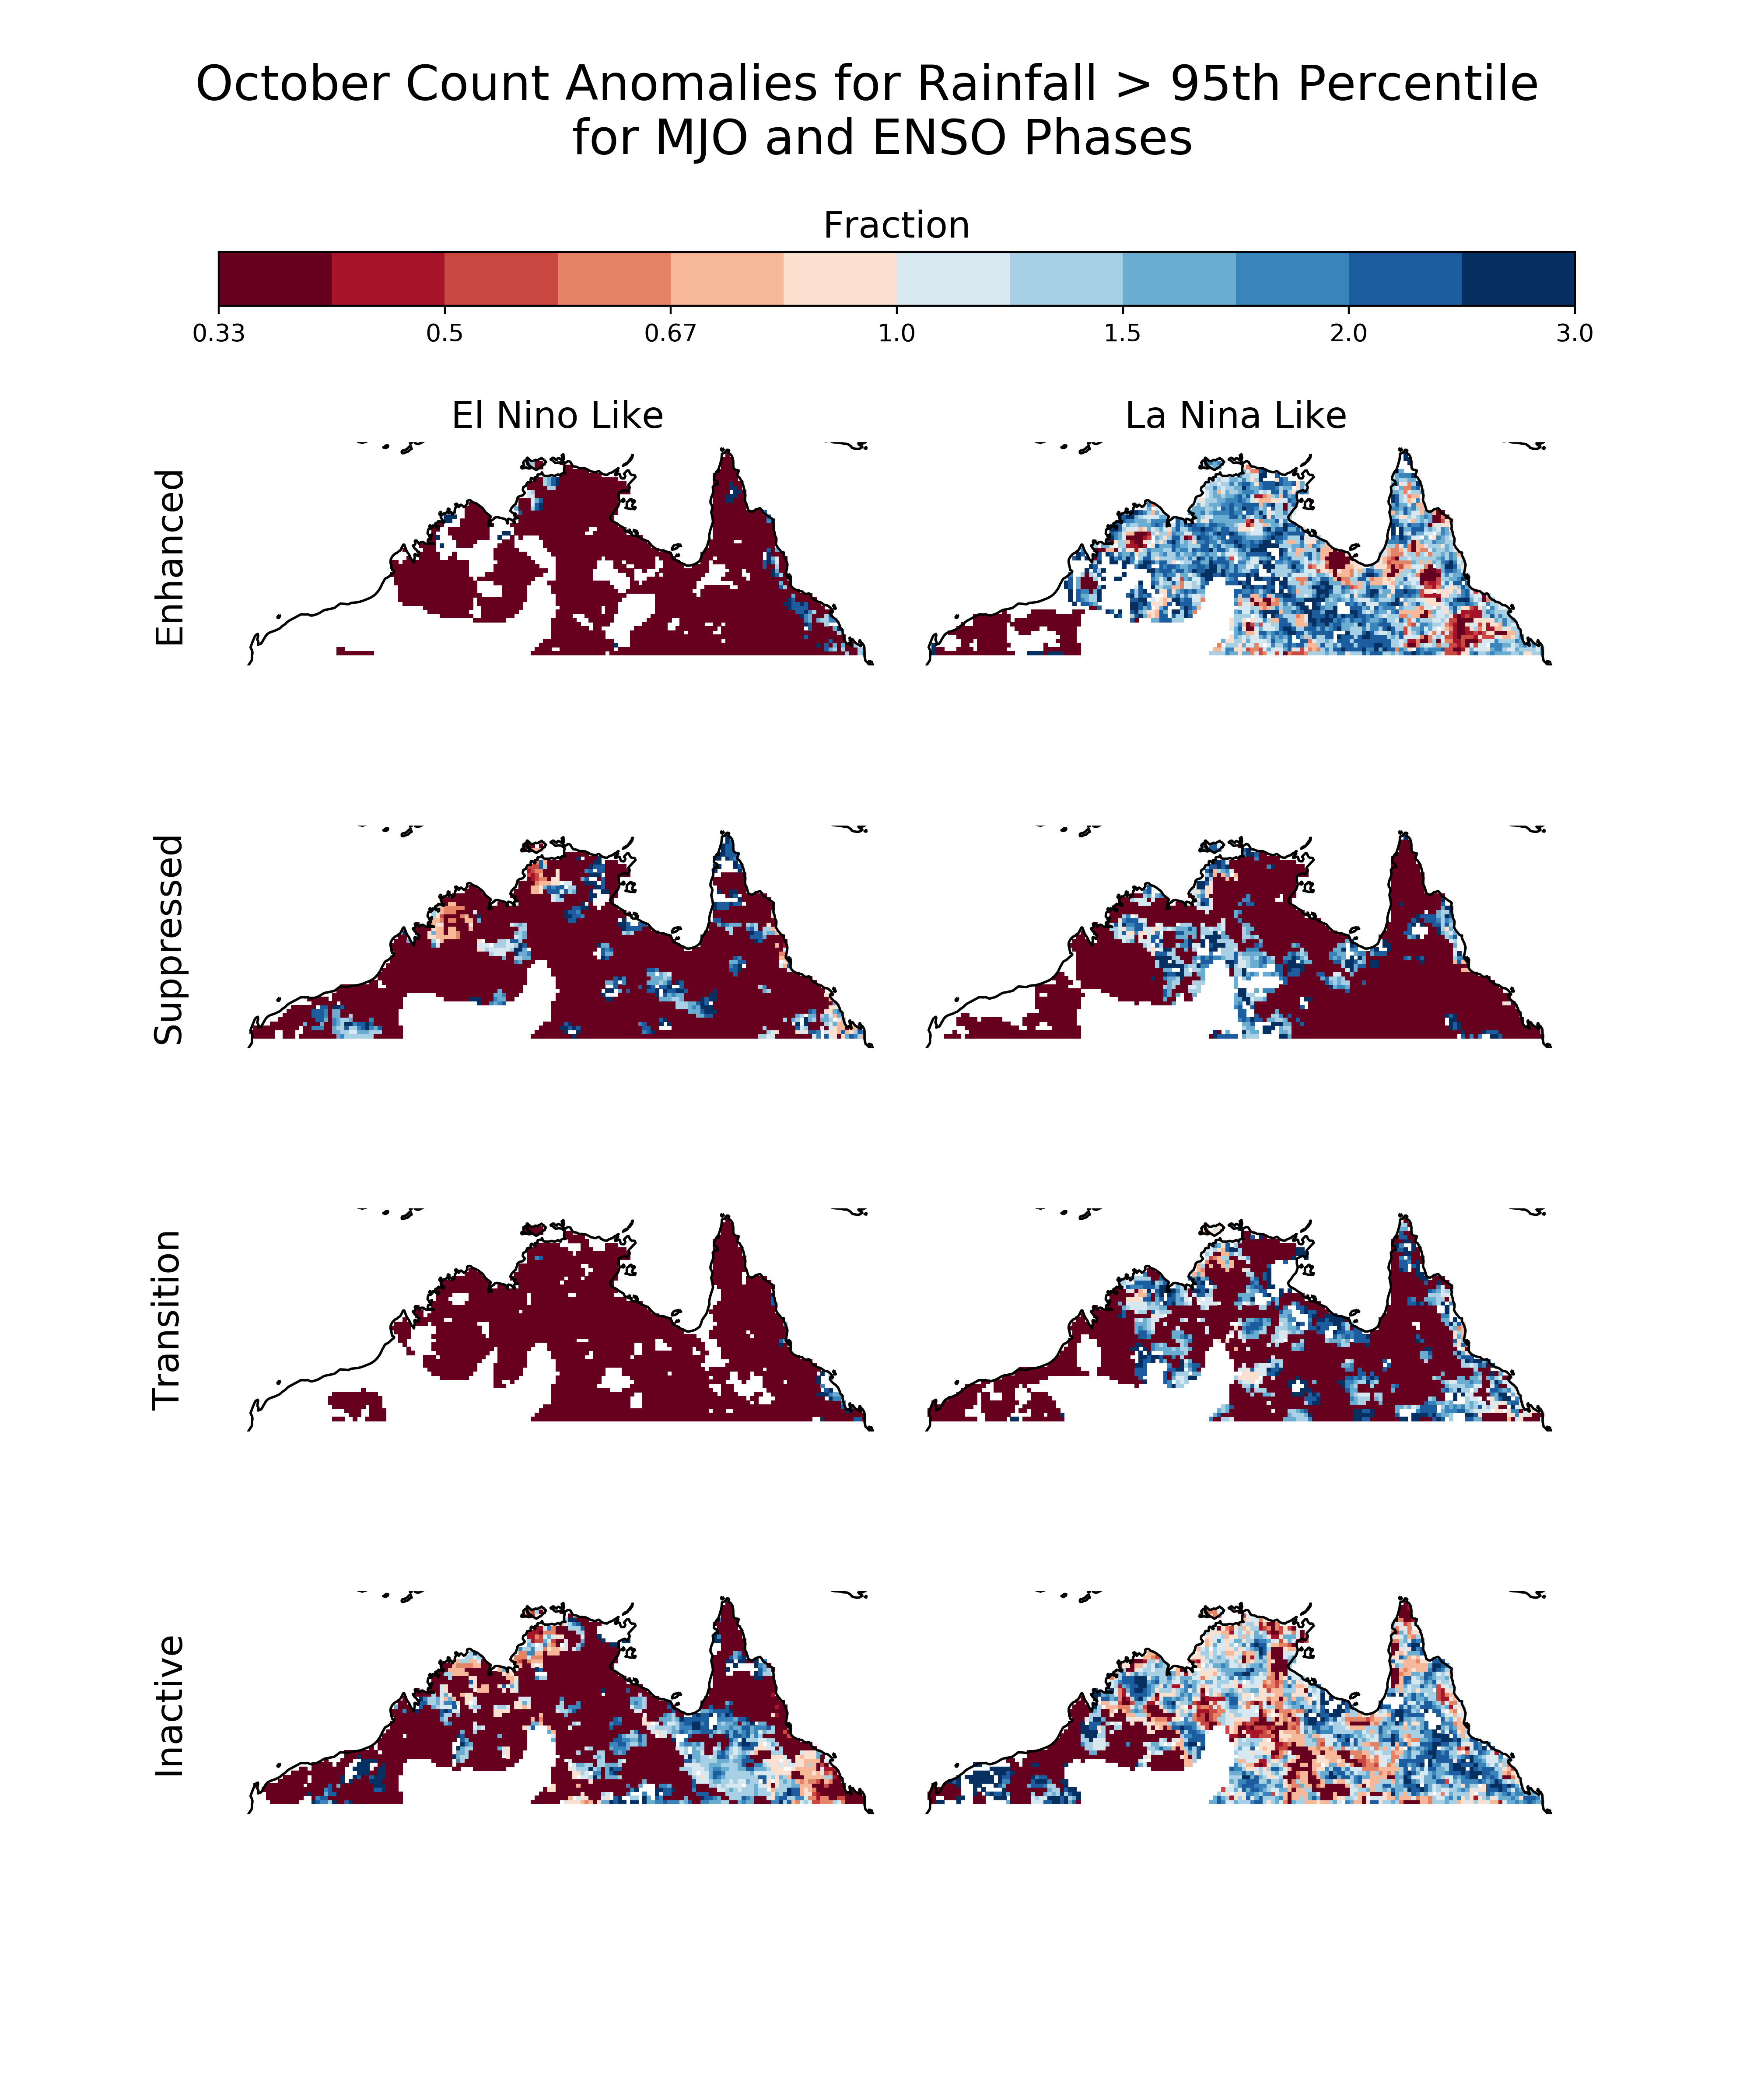 October Count Anomalies for Rainfall > 95th Percentile
for MJO and ENSO Phases
Fraction
0.33 0.5 0.67 1.0 1.5 2.0 3.0
El Nino Like La Nina Like
Enhanced
Suppressed
Transition
Inactive